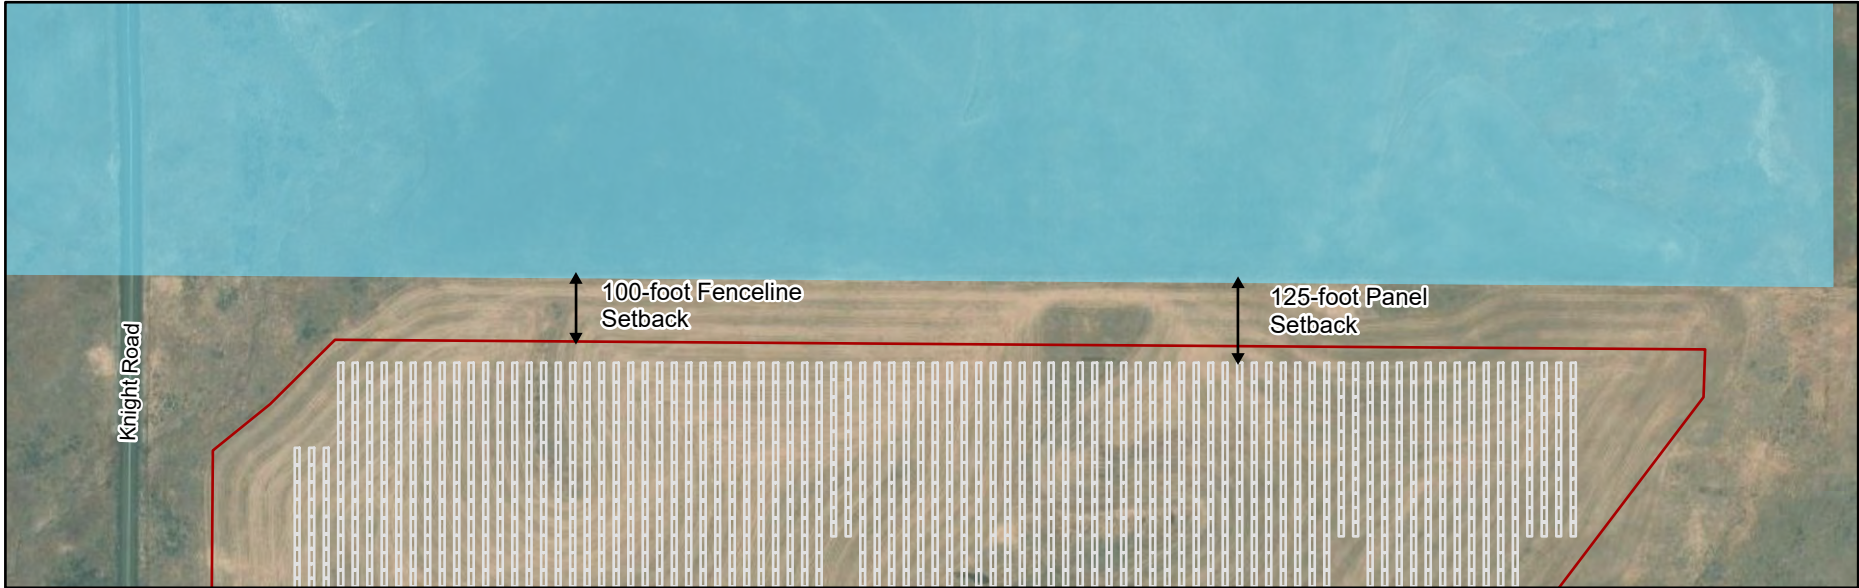 100-foot Fenceline
Setback
125-foot Panel
Setback
Knight Road